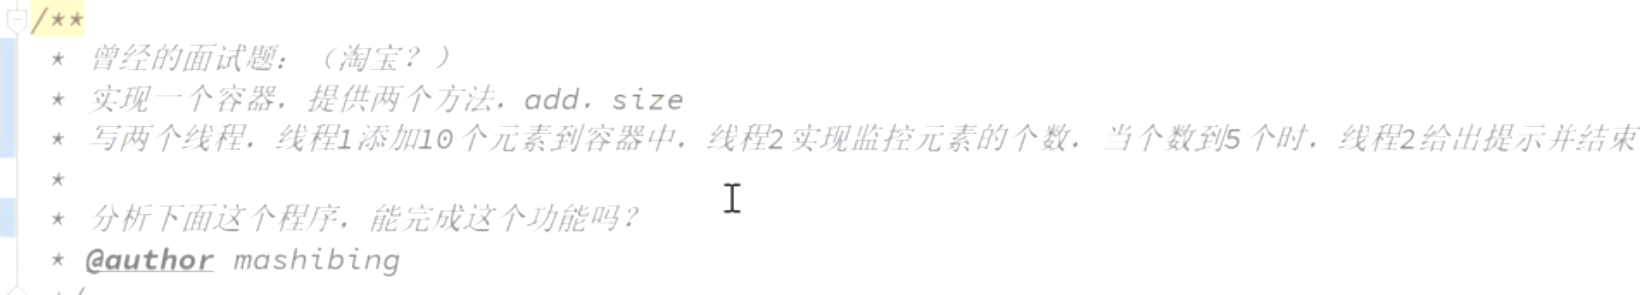 /**
* 曾经的面试题：（淘宝？）
* 实现一个容器，提供两个方法，add，size
* 写两个线程，线程1添加10个元素到容器中，线程2实现监控元素的个数，当个数到5个时，线程2给出提示并结束
*
* 分析下面这个程序，能完成这个功能吗？
* @author mashibing